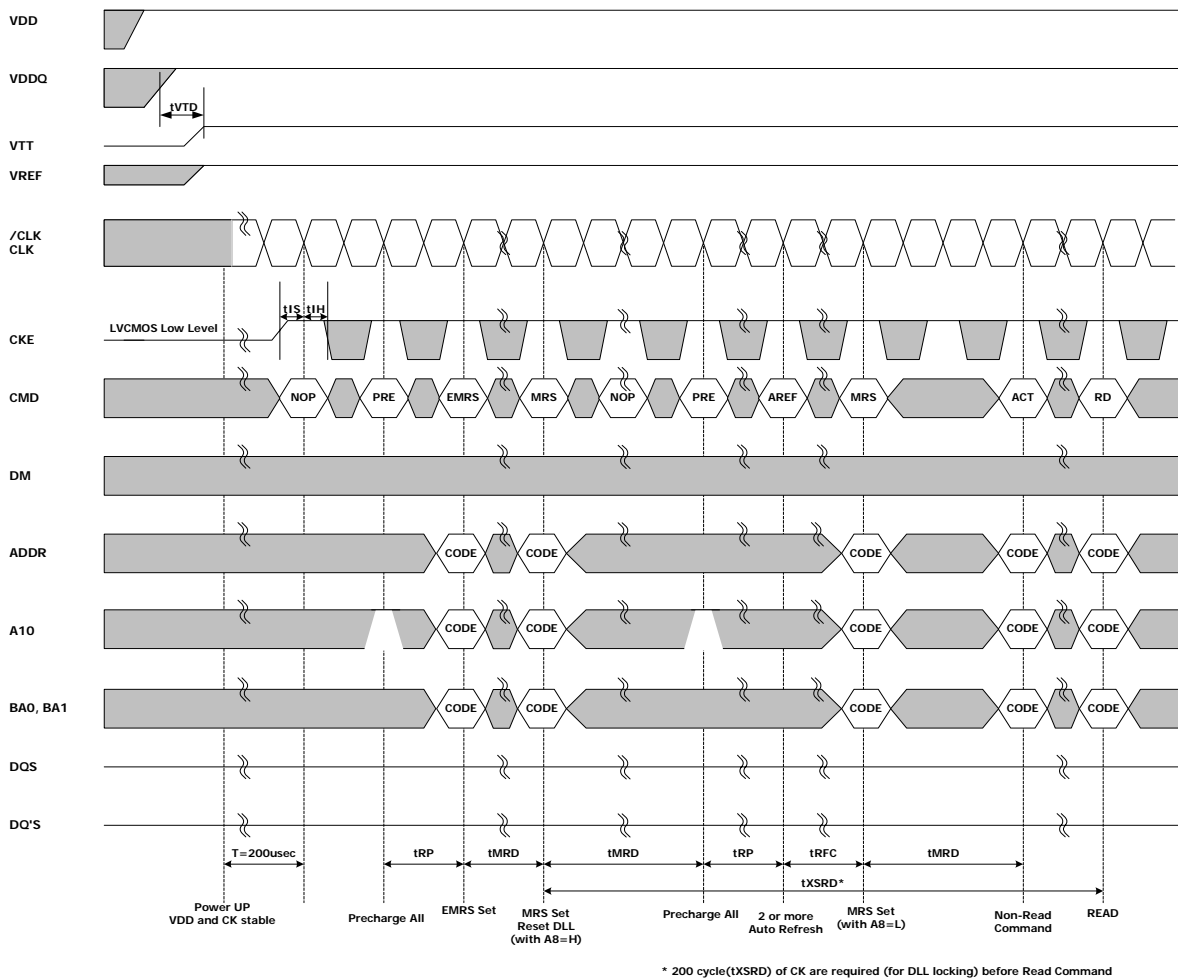 VDD
VDDQ
tVTD
VTT
VREF
/CLK
CLK
tIS tIH
LVCMOS Low Level
CKE
CMD NOP PRE EMRS MRS NOP PRE AREF MRS ACT RD
DM
ADDR CODE CODE CODE CODE CODE
A10 CODE CODE CODE CODE CODE
BA0, BA1 CODE CODE CODE CODE CODE
DQS
DQ'S
T=200usec tRP tMRD tMRD tRP tRFC tMRD
tXSRD*
Power UP
VDD and CK stable
Precharge All
EMRS Set
MRS Set
Reset DLL
(with A8=H)
Precharge All
2 or more
Auto Refresh
MRS Set
(with A8=L)
Non-Read
Command
READ
* 200 cycle(tXSRD) of CK are required (for DLL locking) before Read Command